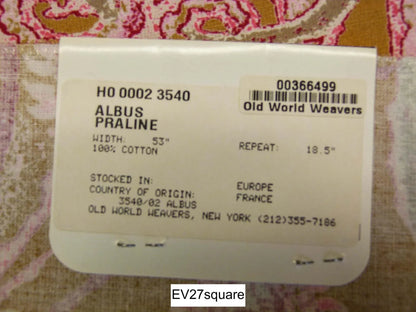 H0 0002 3540
00366499
Old World Weavers
ALBUS
PRALINE
WIDTH: 53" REPEAT: 18.5"
100% COTTON
STOCKED IN: EUROPE
COUNTRY OF ORIGIN: FRANCE
3540/02 ALBUS
OLD WORLD WEAVERS, NEW YORK (212)355-7186
EV27square